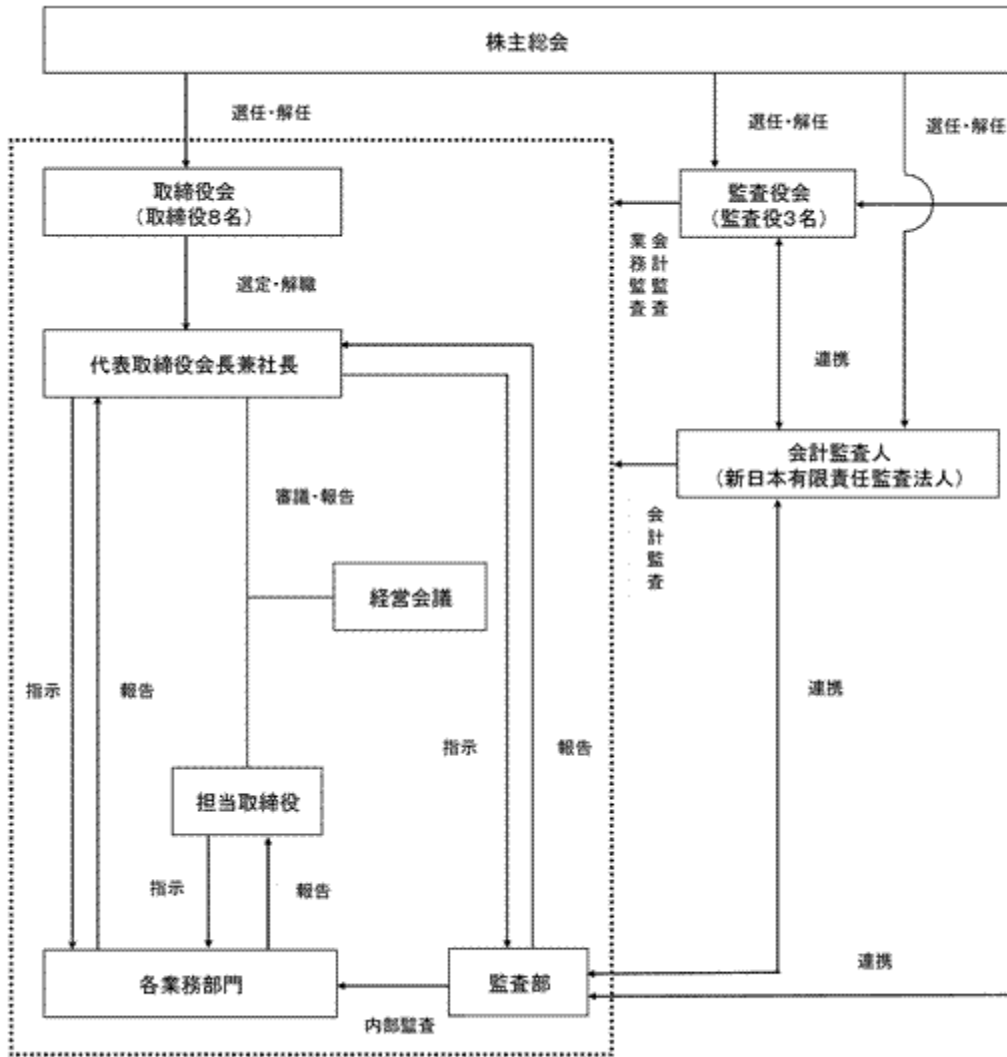 株主総会
選任・解任
選任・解任
選任・解任
取締役会
（取締役8名）
監査役会
（監査役3名）
選定・解職
会計監査
業務監査
代表取締役会長兼社長
連携
会計監査人
（新日本有限責任監査法人）
審議・報告
会計監査
経営会議
指示
報告
連携
指示
報告
担当取締役
指示
報告
各業務部門
監査部
連携
内部監査